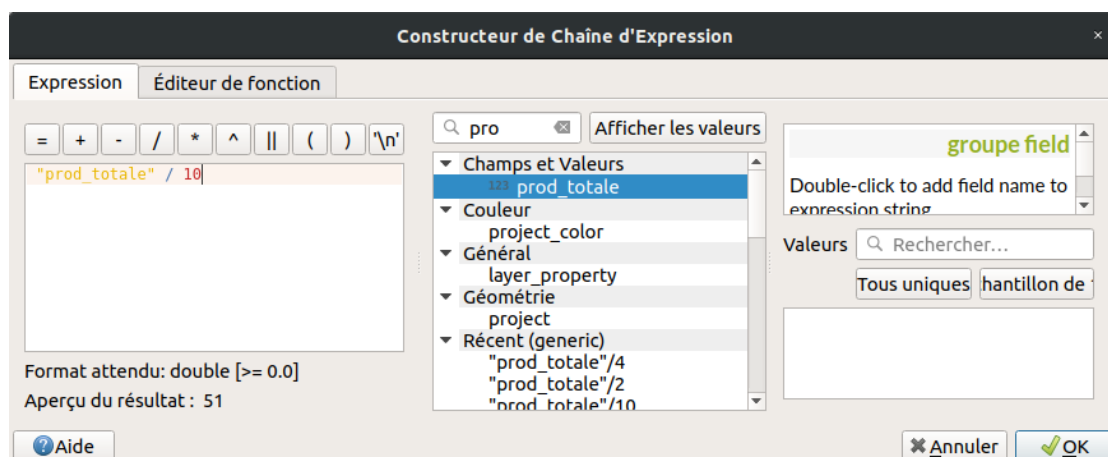 Constructeur de Chaîne d'Expression
Expression Éditeur de fonction
= + - / * ^ || ( ) '\n'
"prod_totale" / 10
Format attendu: double [>= 0.0]
Aperçu du résultat : 51
pro Afficher les valeurs
Champs et Valeurs
123 prod_totale
Couleur
project_color
Général
layer_property
Géométrie
project
Récent (generic)
"prod_totale"/4
"prod_totale"/2
"prod_totale"/10
groupe field
Double-click to add field name to
expression string
Valeurs Rechercher...
Tous uniques hantillon de
Aide
Annuler OK